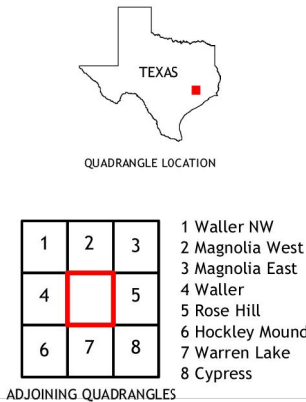 TEXAS
QUADRANGLE LOCATION
1 2 3
4 5
6 7 8
1 Waller NW
2 Magnolia West
3 Magnolia East
4 Waller
5 Rose Hill
6 Hockley Mound
7 Warren Lake
8 Cypress
ADJOINING QUADRANGLES